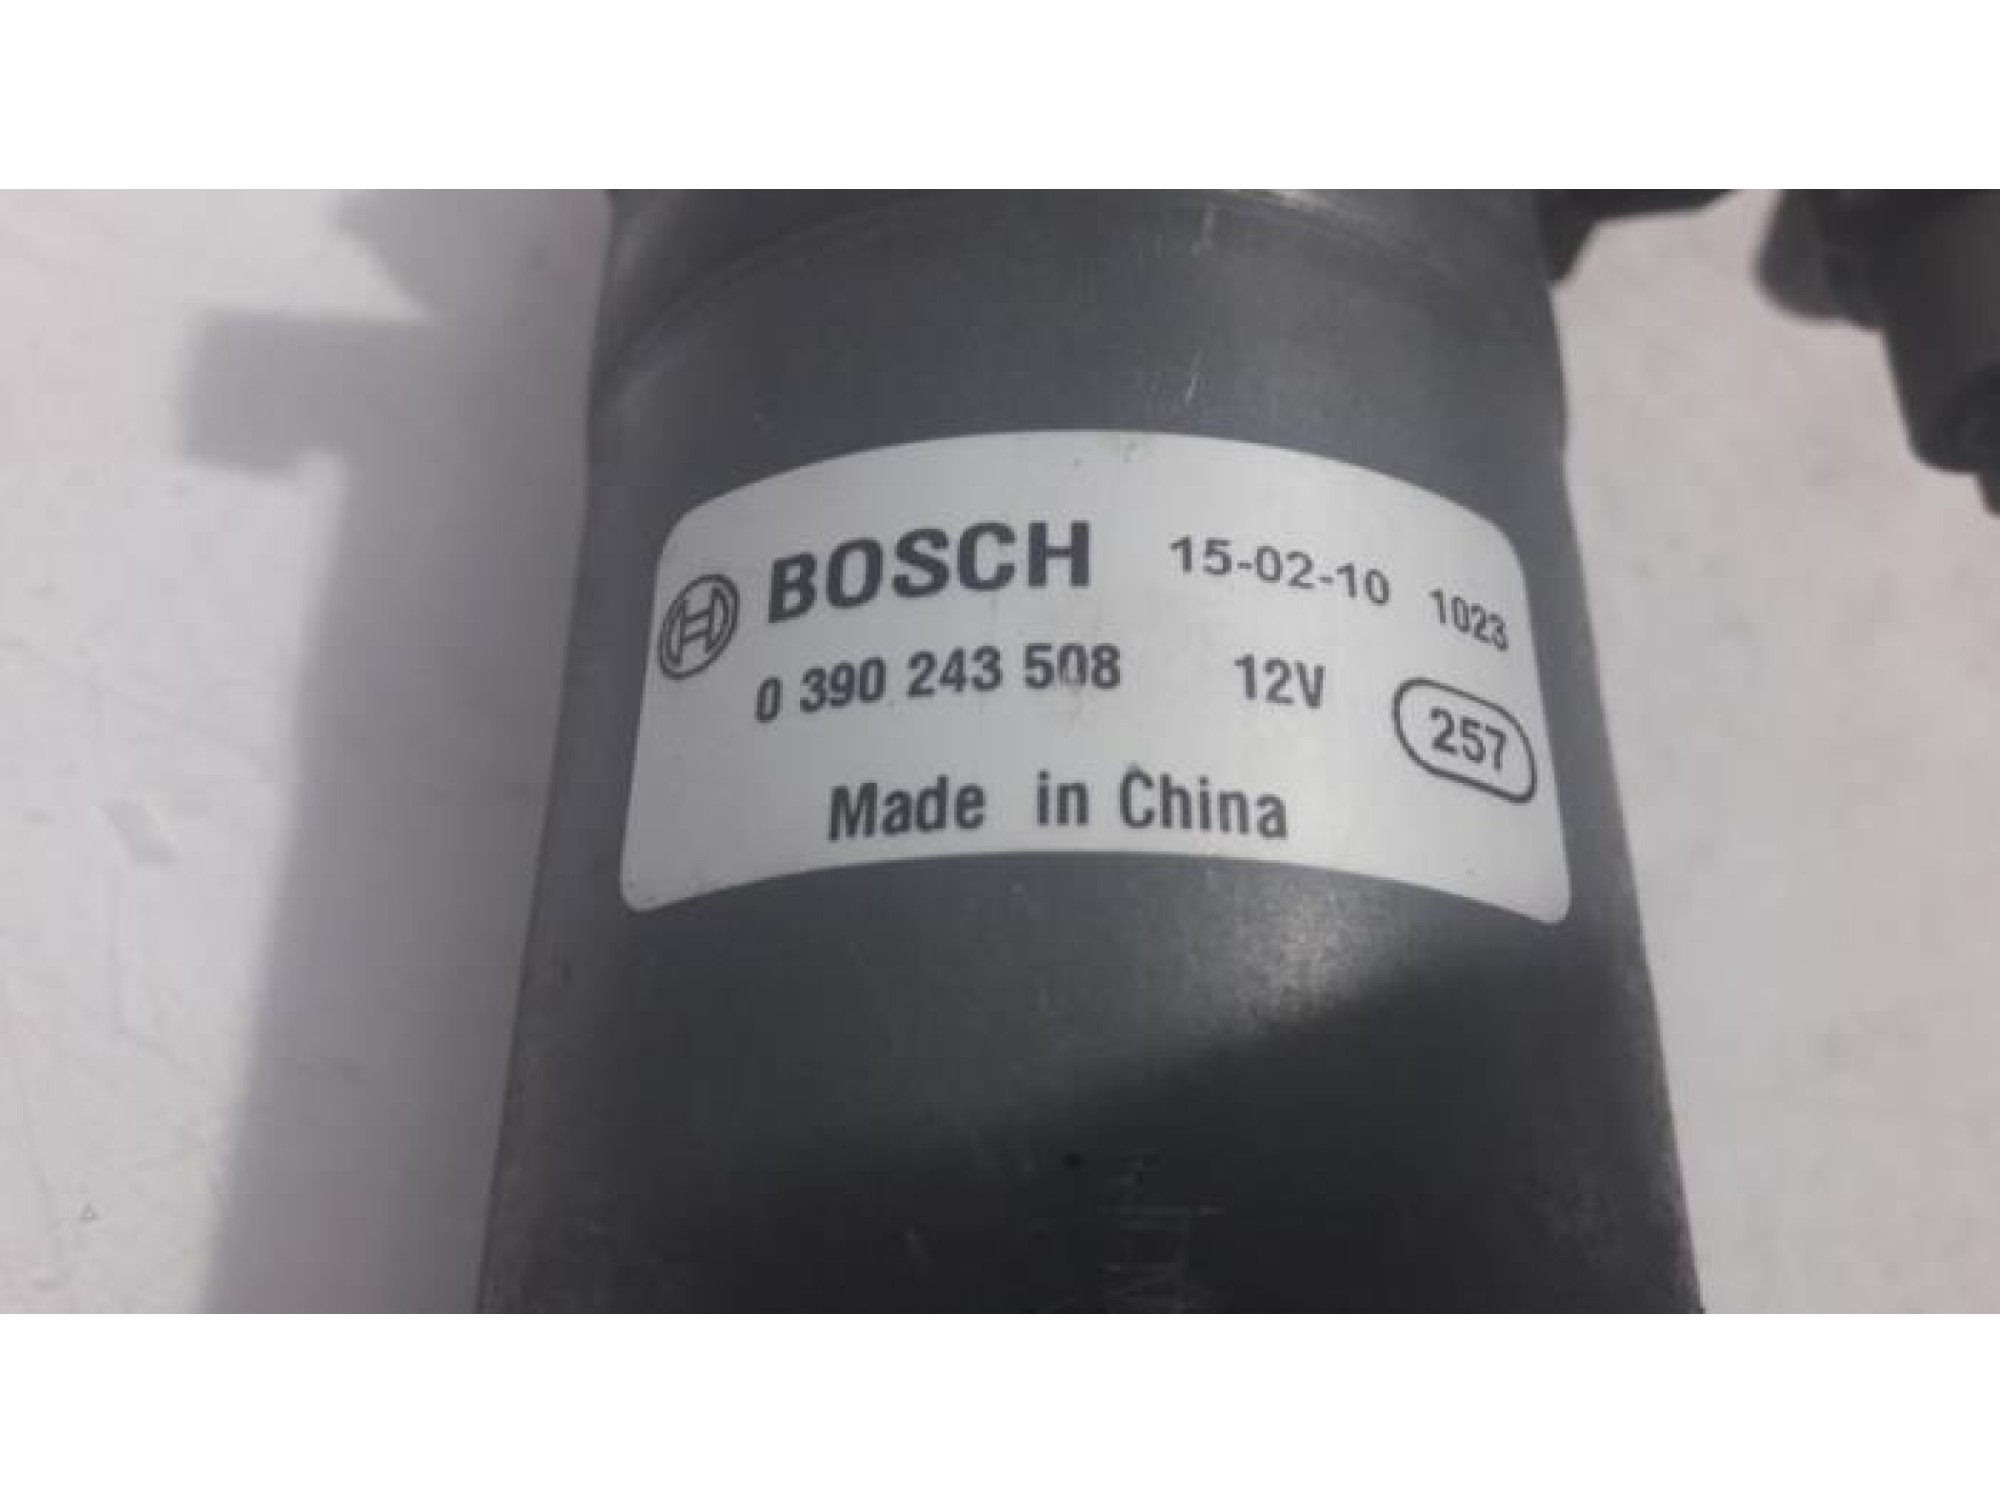 BOSCH 15-02-10 1023
0 390 243 508 12V 257
Made in China